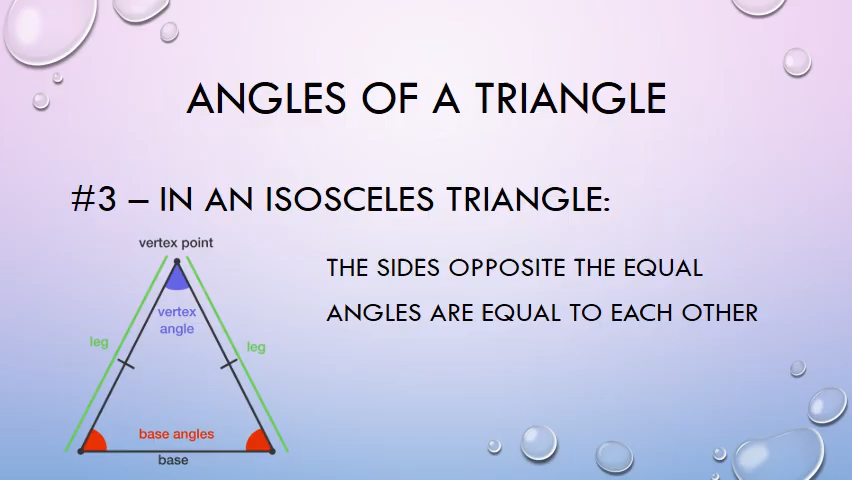 ANGLES OF A TRIANGLE
#3 – IN AN ISOSCELES TRIANGLE:
vertex point
THE SIDES OPPOSITE THE EQUAL
ANGLES ARE EQUAL TO EACH OTHER
vertex
angle
leg
leg
base angles
base